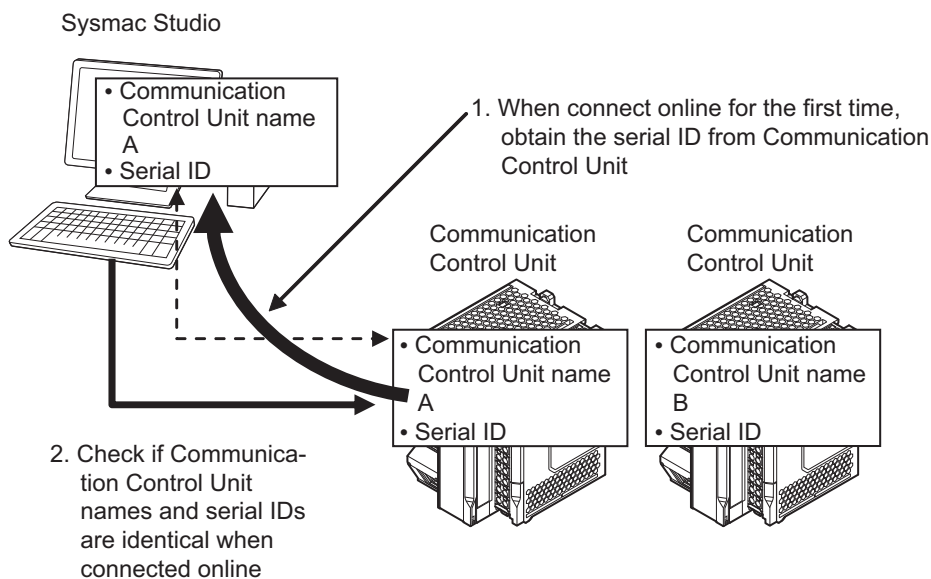 Sysmac Studio
• Communication
Control Unit name
A
• Serial ID
1. When connect online for the first time,
obtain the serial ID from Communication
Control Unit
Communication
Control Unit
Communication
Control Unit
• Communication
Control Unit name
A
• Serial ID
• Communication
Control Unit name
B
• Serial ID
2. Check if Communica-
tion Control Unit
names and serial IDs
are identical when
connected online